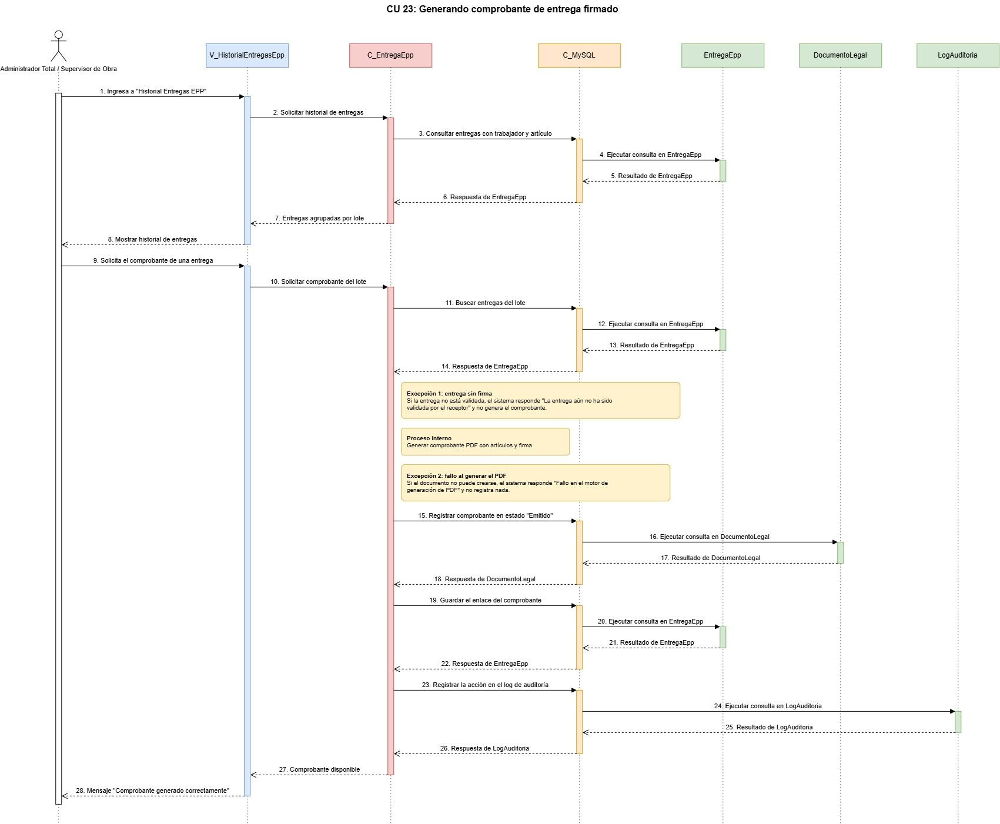 CU 23: Generando comprobante de entrega firmado
Administrador Total / Supervisor de Obra
V_HistorialEntregasEpp
C_EntregaEpp
C_MySQL
EntregaEpp
DocumentoLegal
LogAuditoria
1. Ingresa a "Historial Entregas EPP"
2. Solicitar historial de entregas
3. Consultar entregas con trabajador y artículo
4. Ejecutar consulta en EntregaEpp
5. Resultado de EntregaEpp
6. Respuesta de EntregaEpp
7. Entregas agrupadas por lote
8. Mostrar historial de entregas
9. Solicita el comprobante de una entrega
10. Solicitar comprobante del lote
11. Buscar entregas del lote
12. Ejecutar consulta en EntregaEpp
13. Resultado de EntregaEpp
14. Respuesta de EntregaEpp
Excepción 1: entrega sin firma
Si la entrega no está validada, el sistema responde "La entrega aún no ha sido
validada por el receptor" y no genera el comprobante.
Proceso interno
Generar comprobante PDF con artículos y firma
Excepción 2: fallo al generar el PDF
Si el documento no puede crearse, el sistema responde "Fallo en el motor de
generación de PDF" y no registra nada.
15. Registrar comprobante en estado "Emitido"
16. Ejecutar consulta en DocumentoLegal
17. Resultado de DocumentoLegal
18. Respuesta de DocumentoLegal
19. Guardar el enlace del comprobante
20. Ejecutar consulta en EntregaEpp
21. Resultado de EntregaEpp
22. Respuesta de EntregaEpp
23. Registrar la acción en el log de auditoría
24. Ejecutar consulta en LogAuditoria
25. Resultado de LogAuditoria
26. Respuesta de LogAuditoria
27. Comprobante disponible
28. Mensaje "Comprobante generado correctamente"